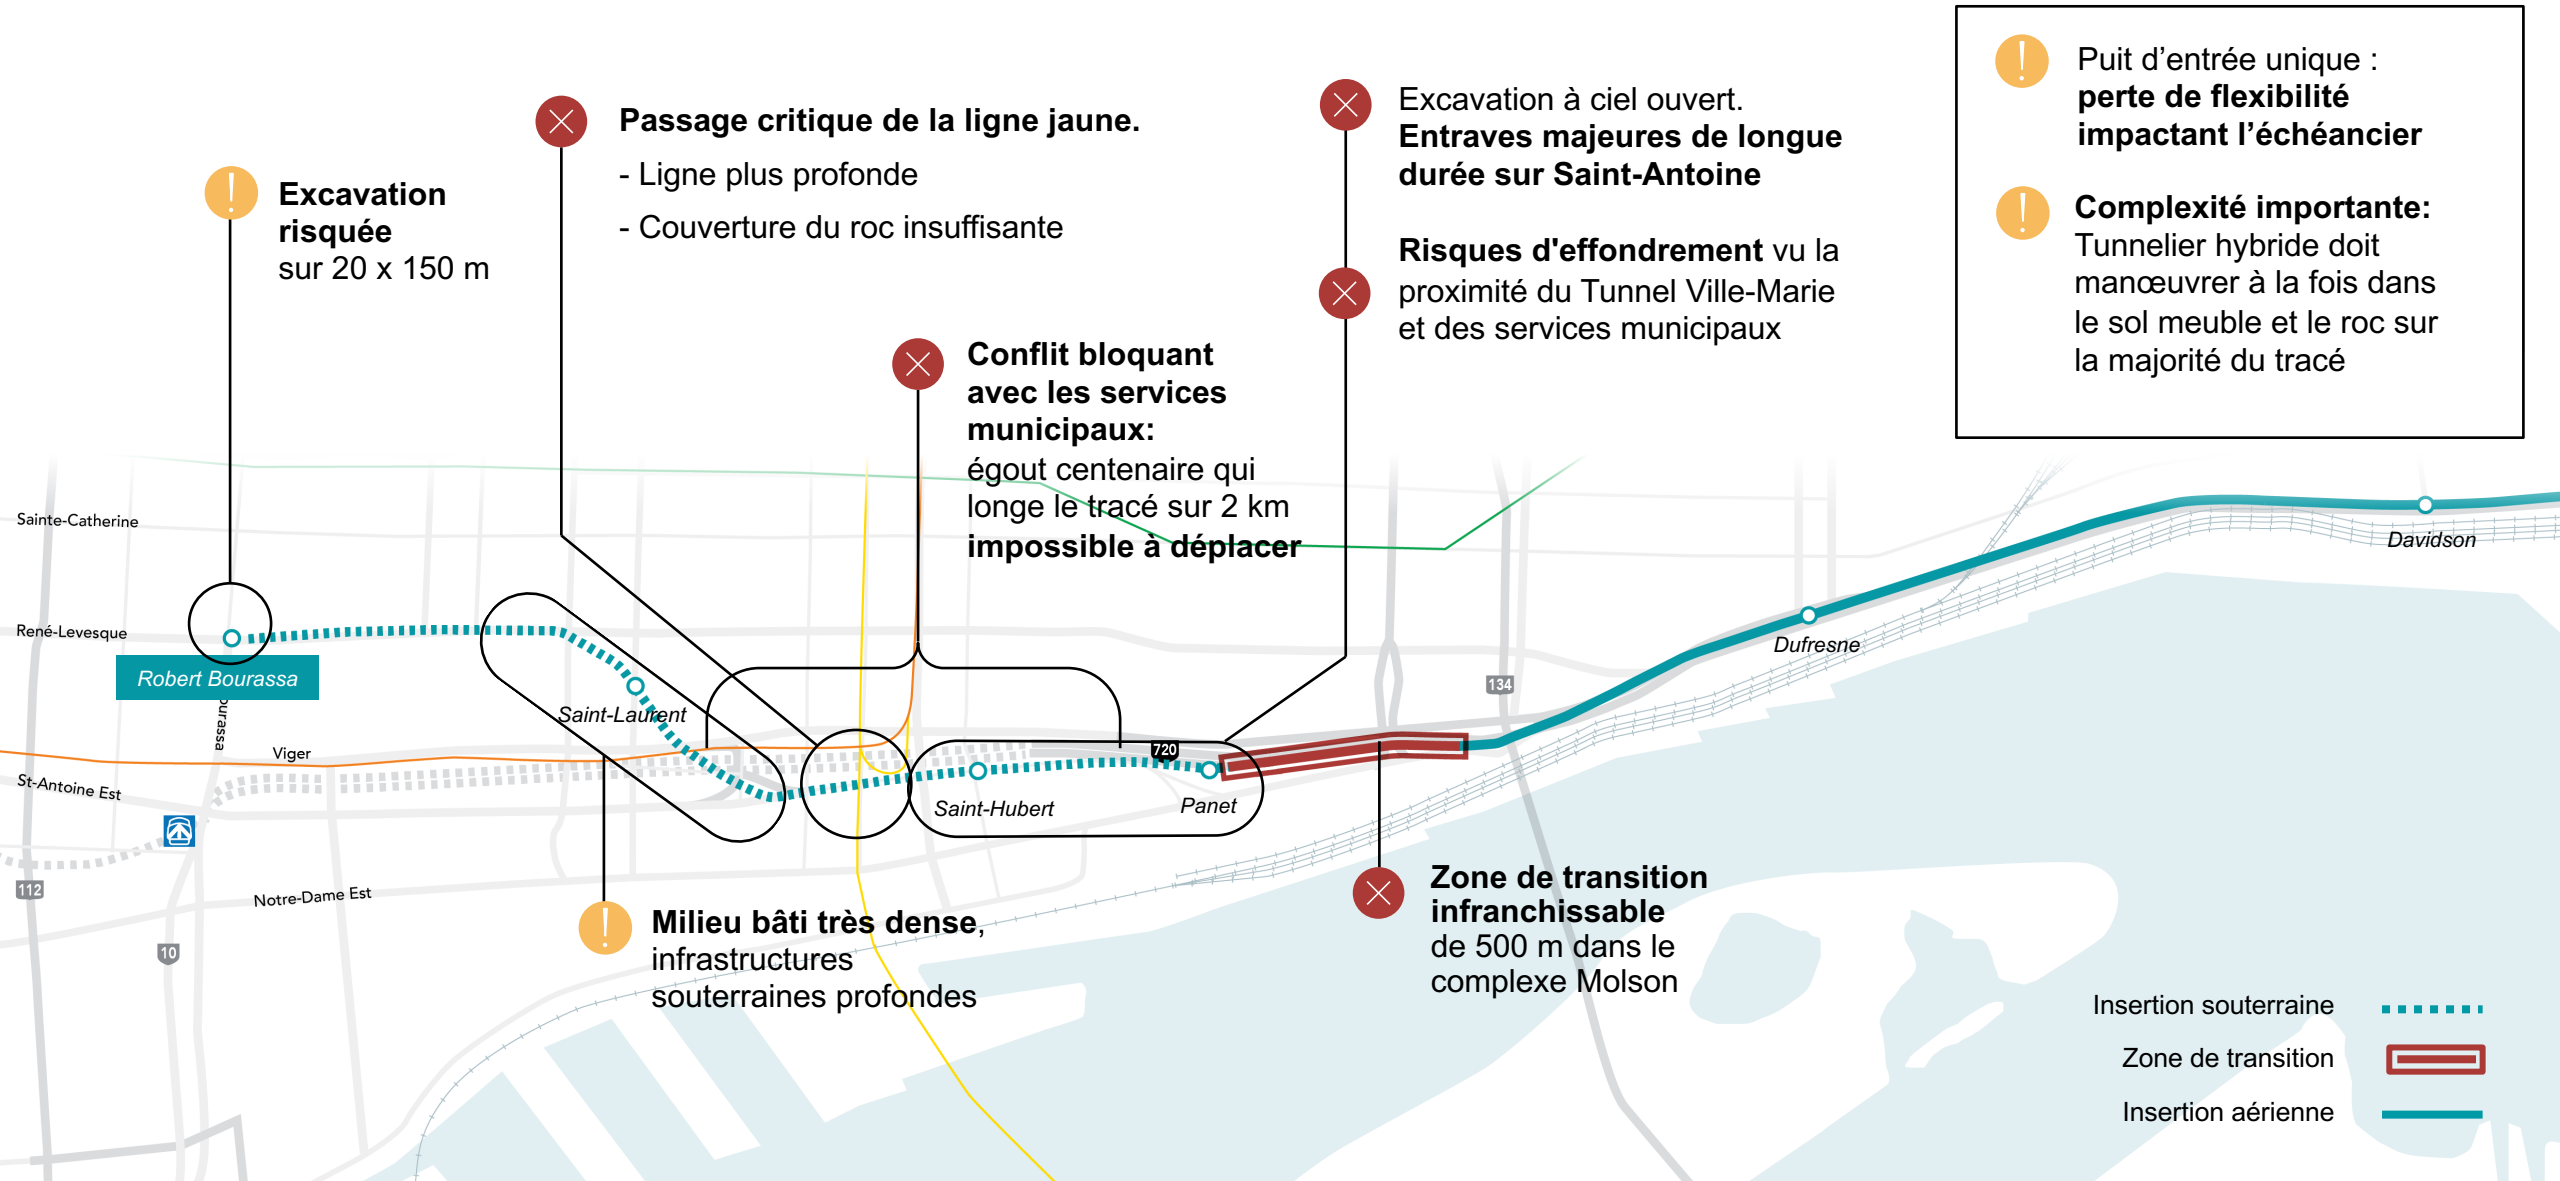 Puit d’entrée unique :
perte de flexibilité
impactant l’échéancier
Complexité importante:
Tunnelier hybride doit
manœuvrer à la fois dans
le sol meuble et le roc sur
la majorité du tracé
Excavation à ciel ouvert.
Entraves majeures de longue
durée sur Saint-Antoine
Risques d'effondrement vu la
proximité du Tunnel Ville-Marie
et des services municipaux
Passage critique de la ligne jaune.
- Ligne plus profonde
- Couverture du roc insuffisante
Excavation
risquée
sur 20 x 150 m
Conflit bloquant
avec les services
municipaux:
égout centenaire qui
longe le tracé sur 2 km
impossible à déplacer
Sainte-Catherine
Davidson
René-Levesque
Dufresne
Robert Bourassa
134
Saint-Laurent
ourassa
Viger
720
St-Antoine Est
Saint-Hubert
Panet
112
Notre-Dame Est
10
Milieu bâti très dense,
infrastructures
souterraines profondes
Zone de transition
infranchissable
de 500 m dans le
complexe Molson
Insertion souterraine
Zone de transition
Insertion aérienne